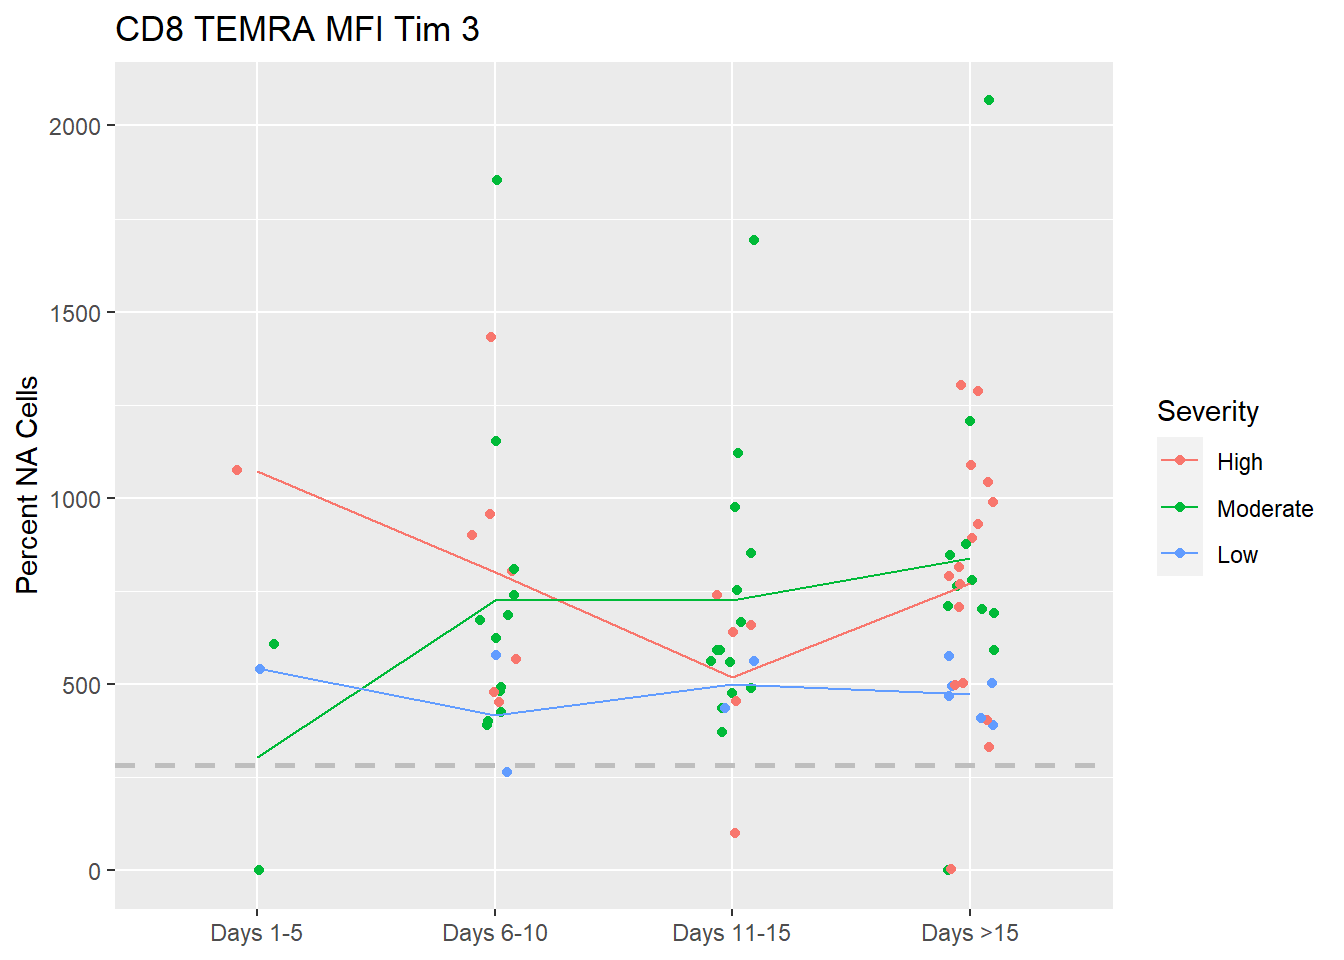 CD8 TEMRA MFI Tim 3
Percent NA Cells
2000
1500
1000
500
0
Days 1-5
Days 6-10
Days 11-15
Days >15
Severity
High
Moderate
Low